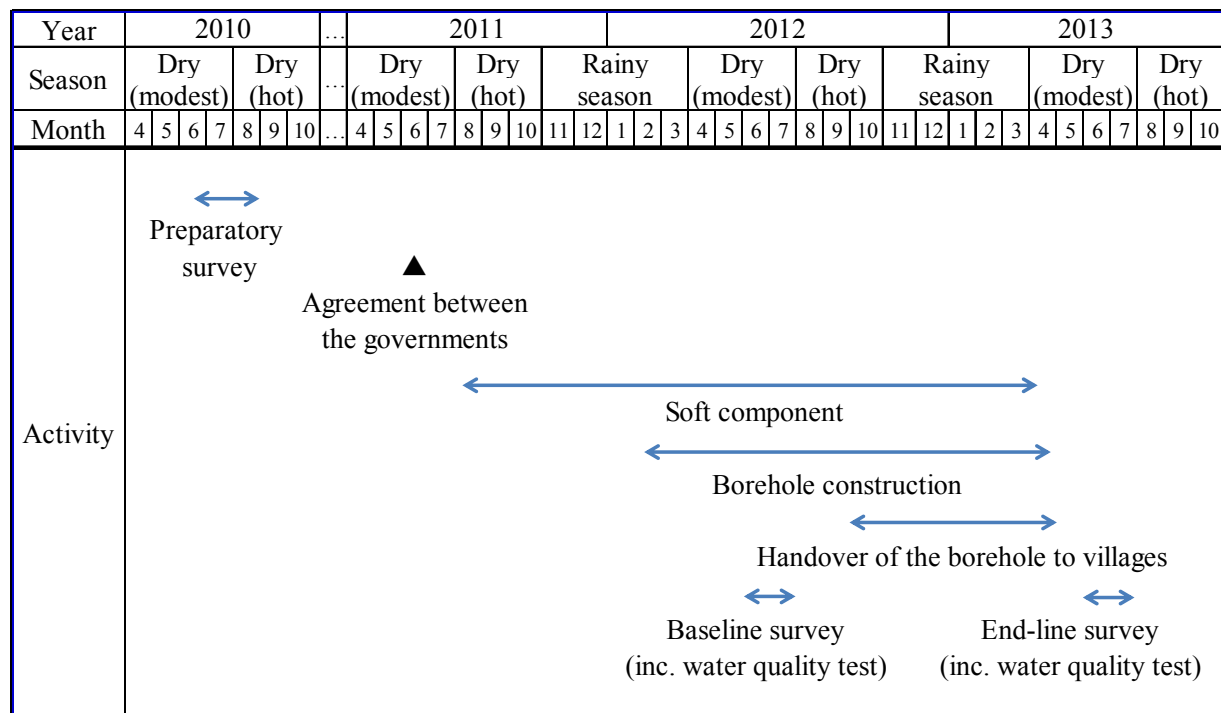 Year 2010 ... 2011 2012 2013
Season Dry (modest) Dry (hot) ... Dry (modest) Dry (hot) Rainy season Dry (modest) Dry (hot) Rainy season Dry (modest) Dry (hot)
Month 4 5 6 7 8 9 10 ... 4 5 6 7 8 9 10 11 12 1 2 3 4 5 6 7 8 9 10 11 12 1 2 3 4 5 6 7 8 9 10
Activity
Preparatory
survey
Agreement between
the governments
Soft component
Borehole construction
Handover of the borehole to villages
Baseline survey
(inc. water quality test)
End-line survey
(inc. water quality test)